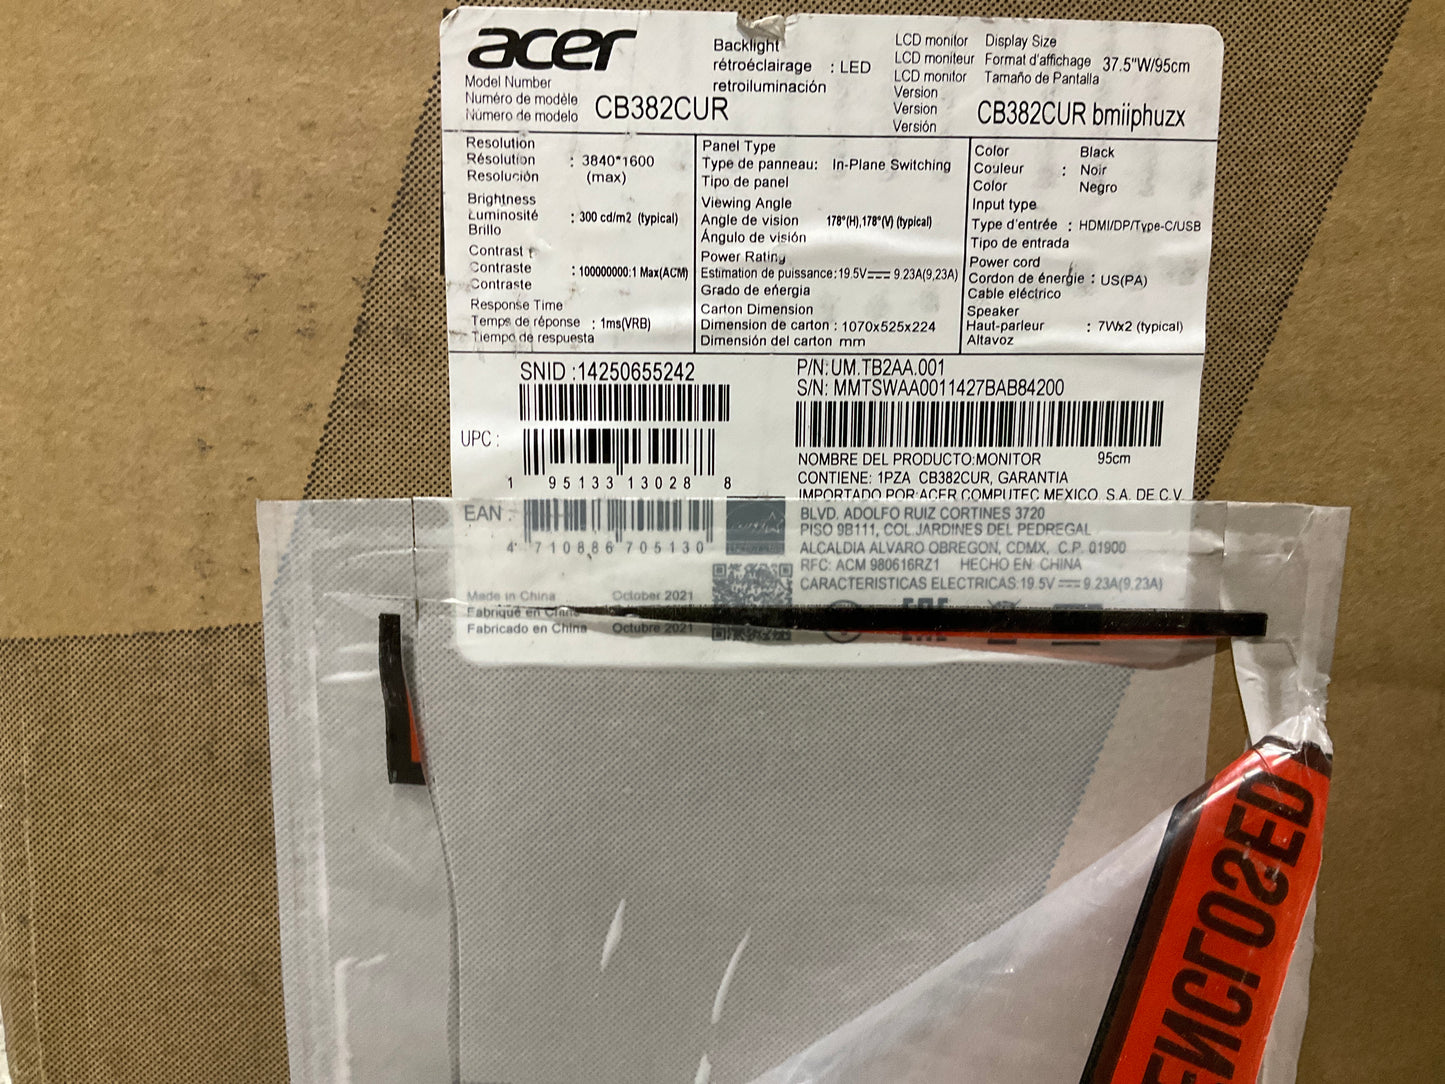 acer
Model Number
Numéro de modèle
Número de modelo
CB382CUR
Backlight
rétroéclairage : LED
retroiluminación
LCD monitor
LCD moniteur
LCD monitor
Version
Version
Versión
Display Size
Format d'affichage 37.5"W/95cm
Tamaño de Pantalla
CB382CUR bmiiphuzx
Resolution
Résolution : 3840*1600
Resolución (max)
Brightness
Luminosité : 300 cd/m2 (typical)
Brillo
Contrast
Contraste : 100000000:1 Max(ACM)
Contraste
Response Time
Temps de réponse : 1ms(VRB)
Tiempo de respuesta
Panel Type
Type de panneau: In-Plane Switching
Tipo de panel
Viewing Angle
Angle de vision 178°(H),178°(V) (typical)
Ángulo de visión
Power Rating
Estimation de puissance:19.5V⎓ 9.23A(9,23A)
Grado de energia
Carton Dimension
Dimension de carton : 1070x525x224
Dimensión del carton mm
Color Black
Couleur : Noir
Color Negro
Input type
Type d'entrée : HDMI/DP/Type-C/USB
Tipo de entrada
Power cord
Cordon de énergie : US(PA)
Cable eléctrico
Speaker
Haut-parleur : 7Wx2 (typical)
Altavoz
SNID :14250655242
UPC :
1 95133 13028 8
EAN :
4 710886 705130
Made in China October 2021
Fabriqué en Chine
Fabricado en China Octubre 2021
P/N:UM.TB2AA.001
S/N: MMTSWAA0011427BAB84200
NOMBRE DEL PRODUCTO:MONITOR 95cm
CONTIENE: 1PZA CB382CUR, GARANTIA
IMPORTADO POR:ACER COMPUTEC MEXICO, S.A. DE C.V.
BLVD. ADOLFO RUIZ CORTINES 3720
PISO 9B111, COL.JARDINES DEL PEDREGAL
ALCALDIA ALVARO OBREGON, CDMX, C.P. 01900
RFC: ACM 980616RZ1 HECHO EN: CHINA
CARACTERISTICAS ELECTRICAS:19.5V⎓ 9.23A(9,23A)
ENCLOSED